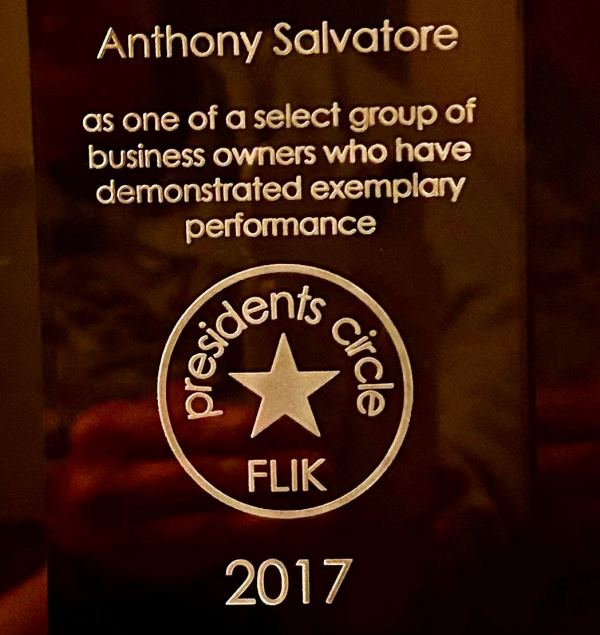 Anthony Salvatore
as one of a select group of
business owners who have
demonstrated exemplary
performance
presidents circle
FLIK
2017